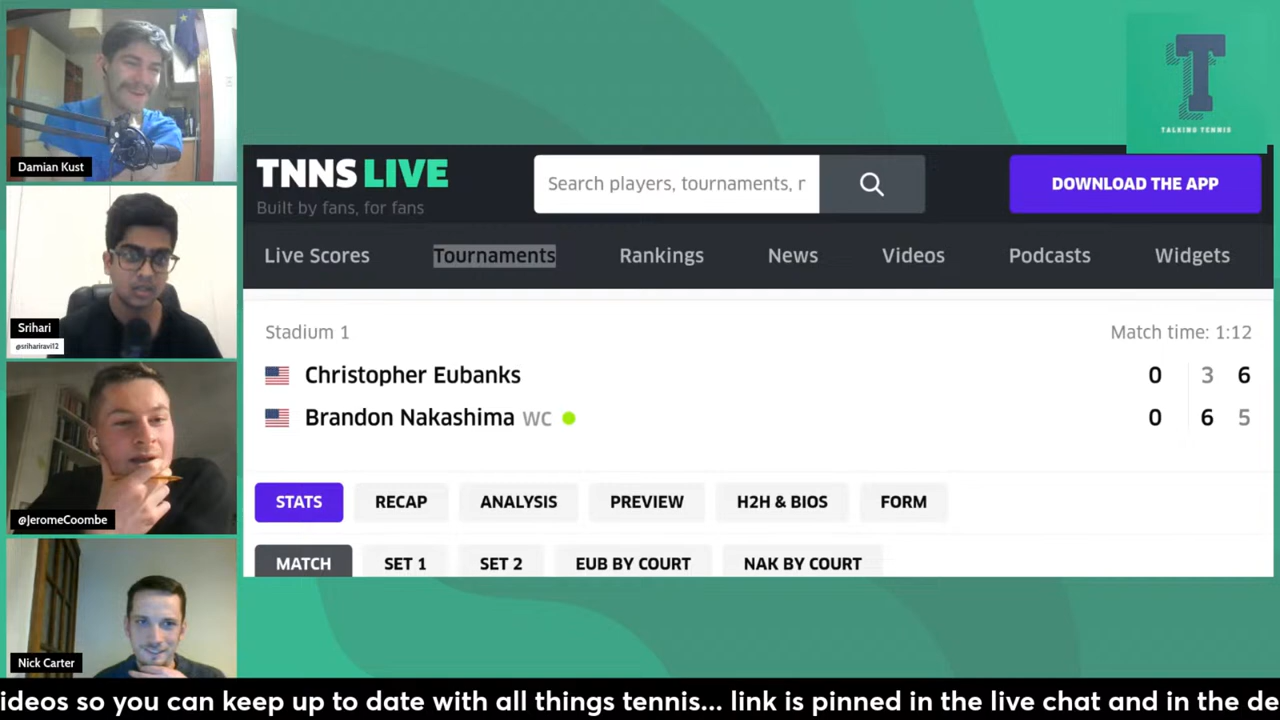 Damian Kust
Srihari
@srihariravi12
@JeromeCoombe
Nick Carter
T
TALKING TENNIS
TNNS LIVE
Built by fans, for fans
Search players, tournaments, r
DOWNLOAD THE APP
Live Scores Tournaments Rankings News Videos Podcasts Widgets
Stadium 1 Match time: 1:12
Christopher Eubanks 0 3 6
Brandon Nakashima WC 0 6 5
STATS RECAP ANALYSIS PREVIEW H2H & BIOS FORM
MATCH SET 1 SET 2 EUB BY COURT NAK BY COURT
ideos so you can keep up to date with all things tennis... link is pinned in the live chat and in the de